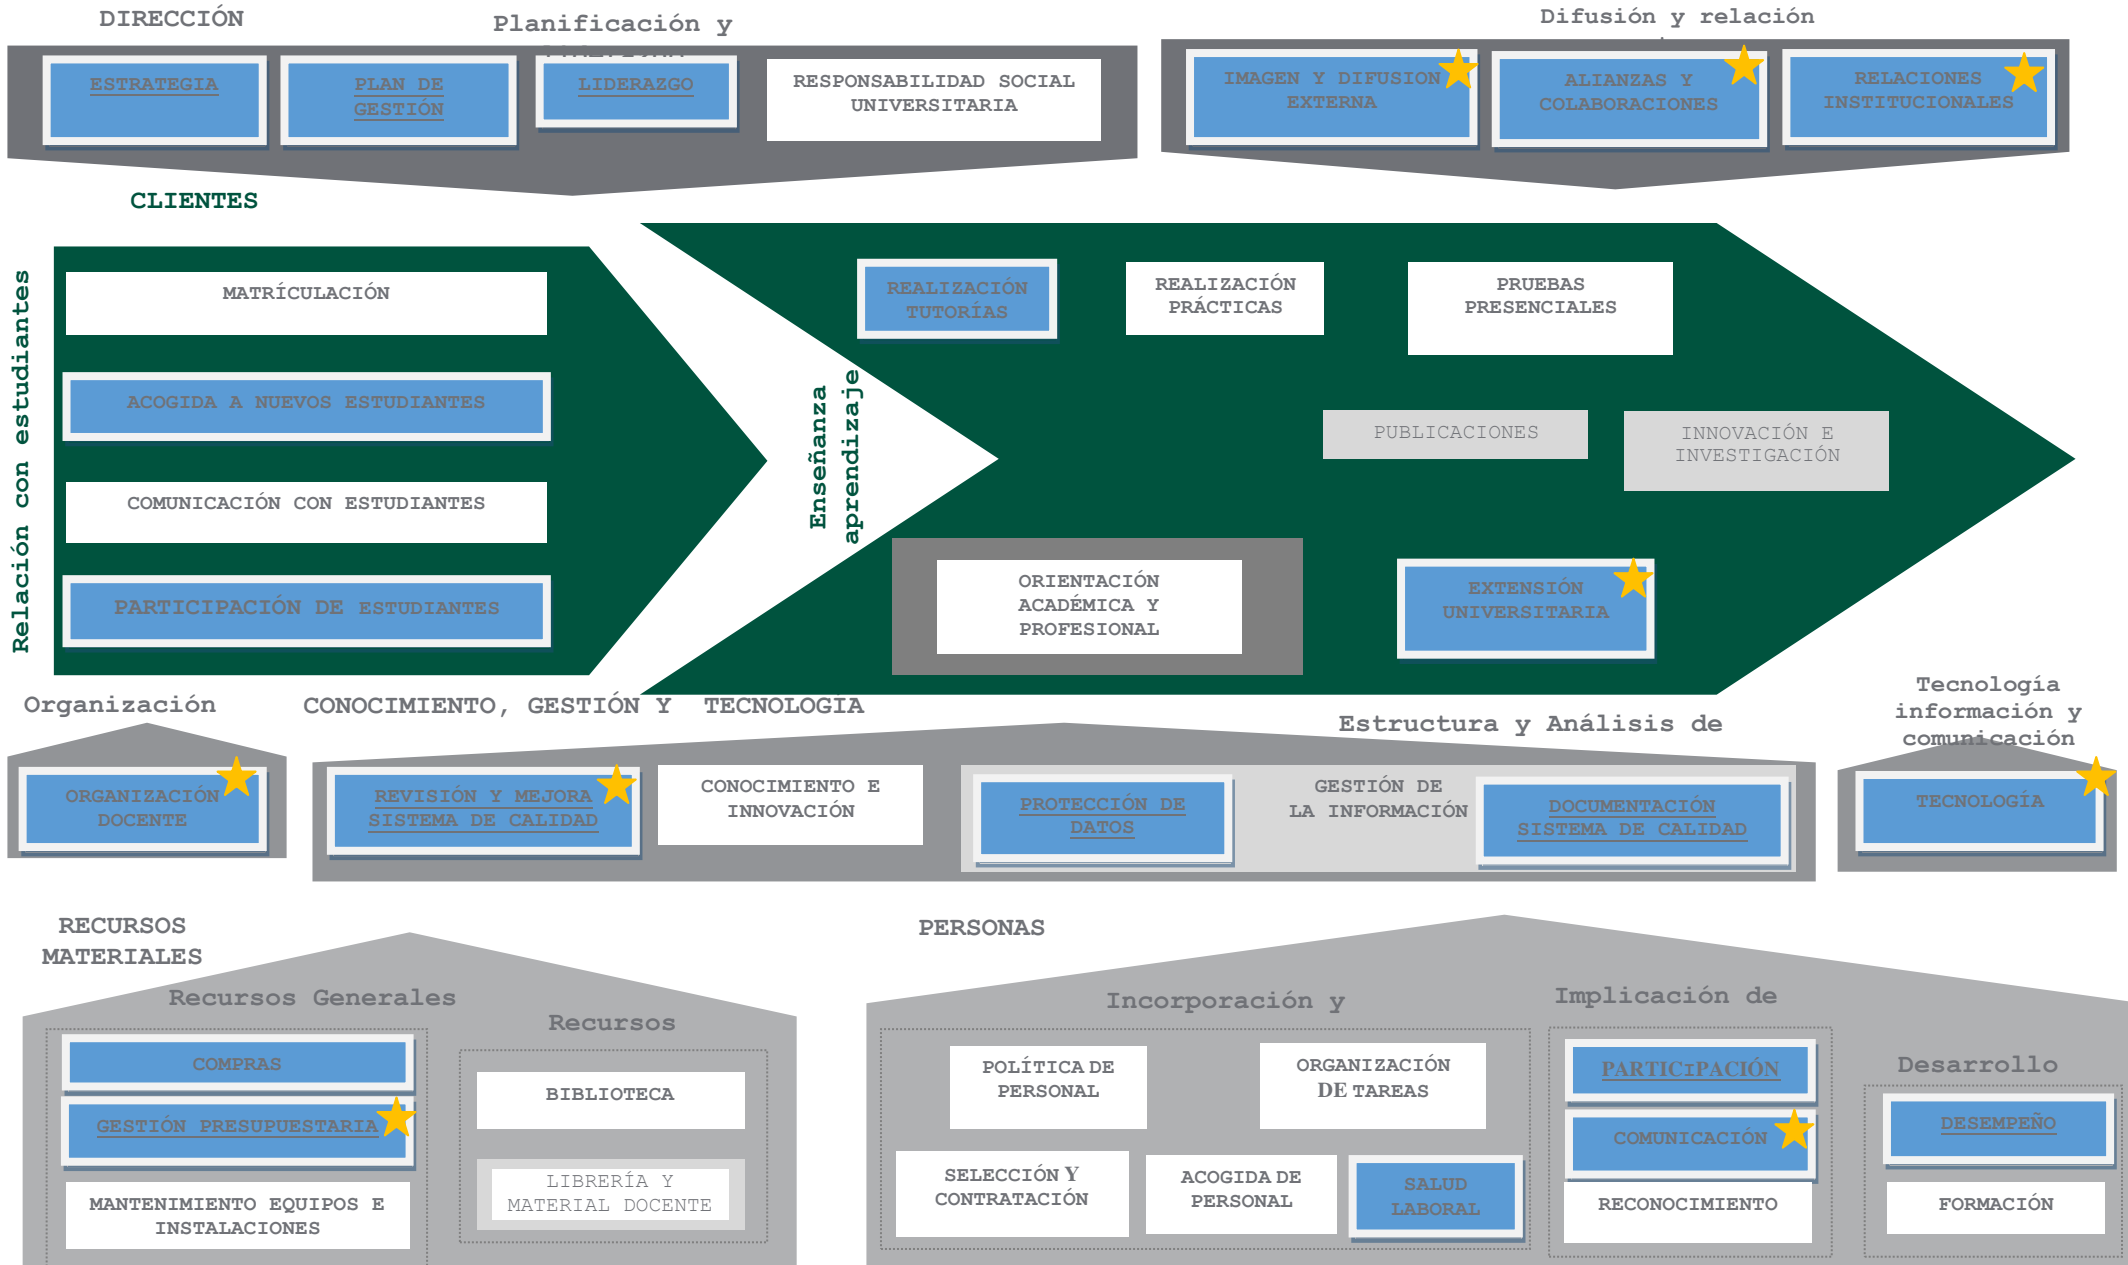 DIRECCIÓN
Planificación y
Difusión y relación
ESTRATEGIA
PLAN DE
GESTIÓN
LIDERAZGO
RESPONSABILIDAD SOCIAL
UNIVERSITARIA
IMAGEN Y DIFUSION
EXTERNA
ALIANZAS Y
COLABORACIONES
RELACIONES
INSTITUCIONALES
CLIENTES
Relación con estudiantes
MATRÍCULACIÓN
ACOGIDA A NUEVOS ESTUDIANTES
COMUNICACIÓN CON ESTUDIANTES
PARTICIPACIÓN DE ESTUDIANTES
Enseñanza
aprendizaje
REALIZACIÓN
TUTORÍAS
REALIZACIÓN
PRÁCTICAS
PRUEBAS
PRESENCIALES
PUBLICACIONES
INNOVACIÓN E
INVESTIGACIÓN
ORIENTACIÓN
ACADÉMICA Y
PROFESIONAL
EXTENSIÓN
UNIVERSITARIA
Organización
CONOCIMIENTO, GESTIÓN Y TECNOLOGIA
Estructura y Análisis de
Tecnología
información y
comunicación
ORGANIZACIÓN
DOCENTE
REVISIÓN Y MEJORA
SISTEMA DE CALIDAD
CONOCIMIENTO E
INNOVACIÓN
PROTECCIÓN DE
DATOS
GESTIÓN DE
LA INFORMACIÓN
DOCUMENTACIÓN
SISTEMA DE CALIDAD
TECNOLOGÍA
RECURSOS
MATERIALES
Recursos Generales
Recursos
COMPRAS
GESTIÓN PRESUPUESTARIA
MANTENIMIENTO EQUIPOS E
INSTALACIONES
BIBLIOTECA
LIBRERÍA Y
MATERIAL DOCENTE
PERSONAS
Incorporación y
Implicación de
Desarrollo
POLÍTICA DE
PERSONAL
ORGANIZACIÓN
DE TAREAS
SELECCIÓN Y
CONTRATACIÓN
ACOGIDA DE
PERSONAL
SALUD
LABORAL
PARTICIPACIÓN
COMUNICACIÓN
RECONOCIMIENTO
DESEMPEÑO
FORMACIÓN